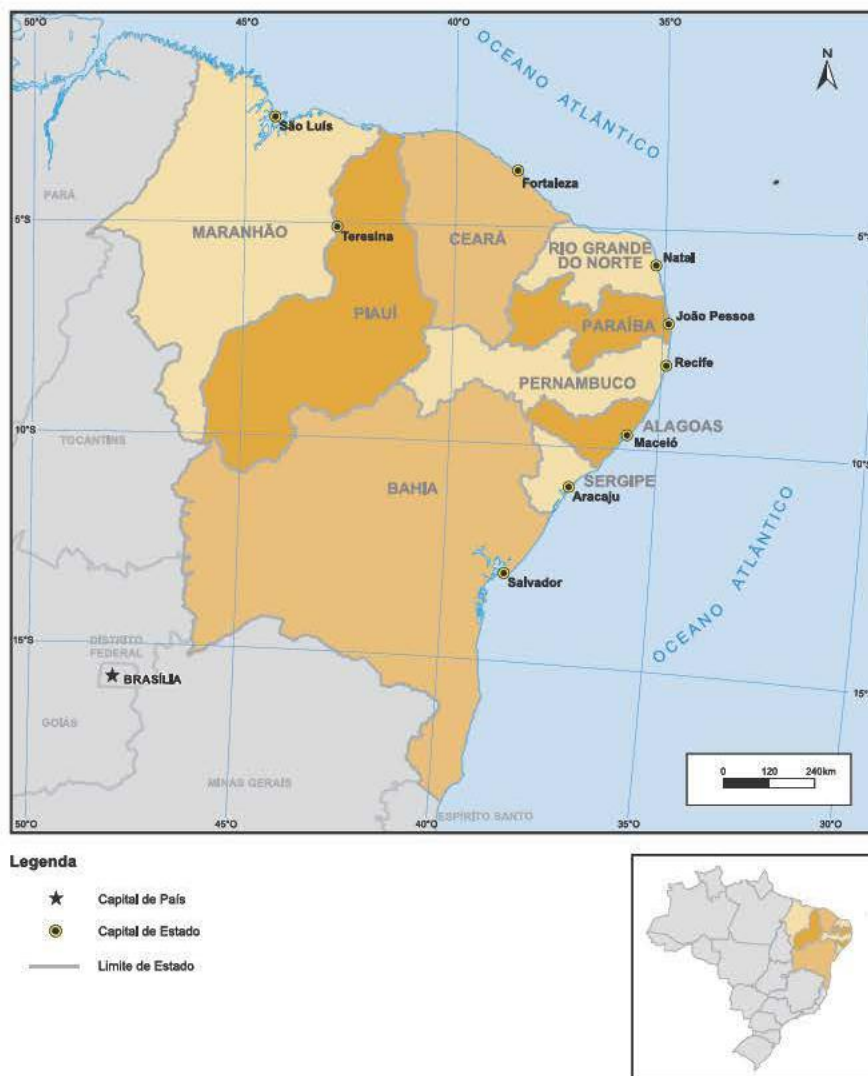 50°O
45°O
40°O
35°O
OCEANO ATLÂNTICO
N
São Luís
Fortaleza
PARÁ
5°S
5°S
MARANHÃO
Teresina
CEARÁ
RIO GRANDE
DO NORTE
Natal
PIAUÍ
PARAÍBA
João Pessoa
Recife
PERNAMBUCO
10°S
TOCANTINS
ALAGOAS
Maceió
10°S
BAHIA
SERGIPE
Aracaju
OCEANO ATLÂNTICO
Salvador
15°S
DISTRITO
FEDERAL
BRASÍLIA
15°S
GOIÁS
MINAS GERAIS
0 120 240km
ESPÍRITO SANTO
50°O
45°O
40°O
35°O
30°O
Legenda
Capital de País
Capital de Estado
Limite de Estado